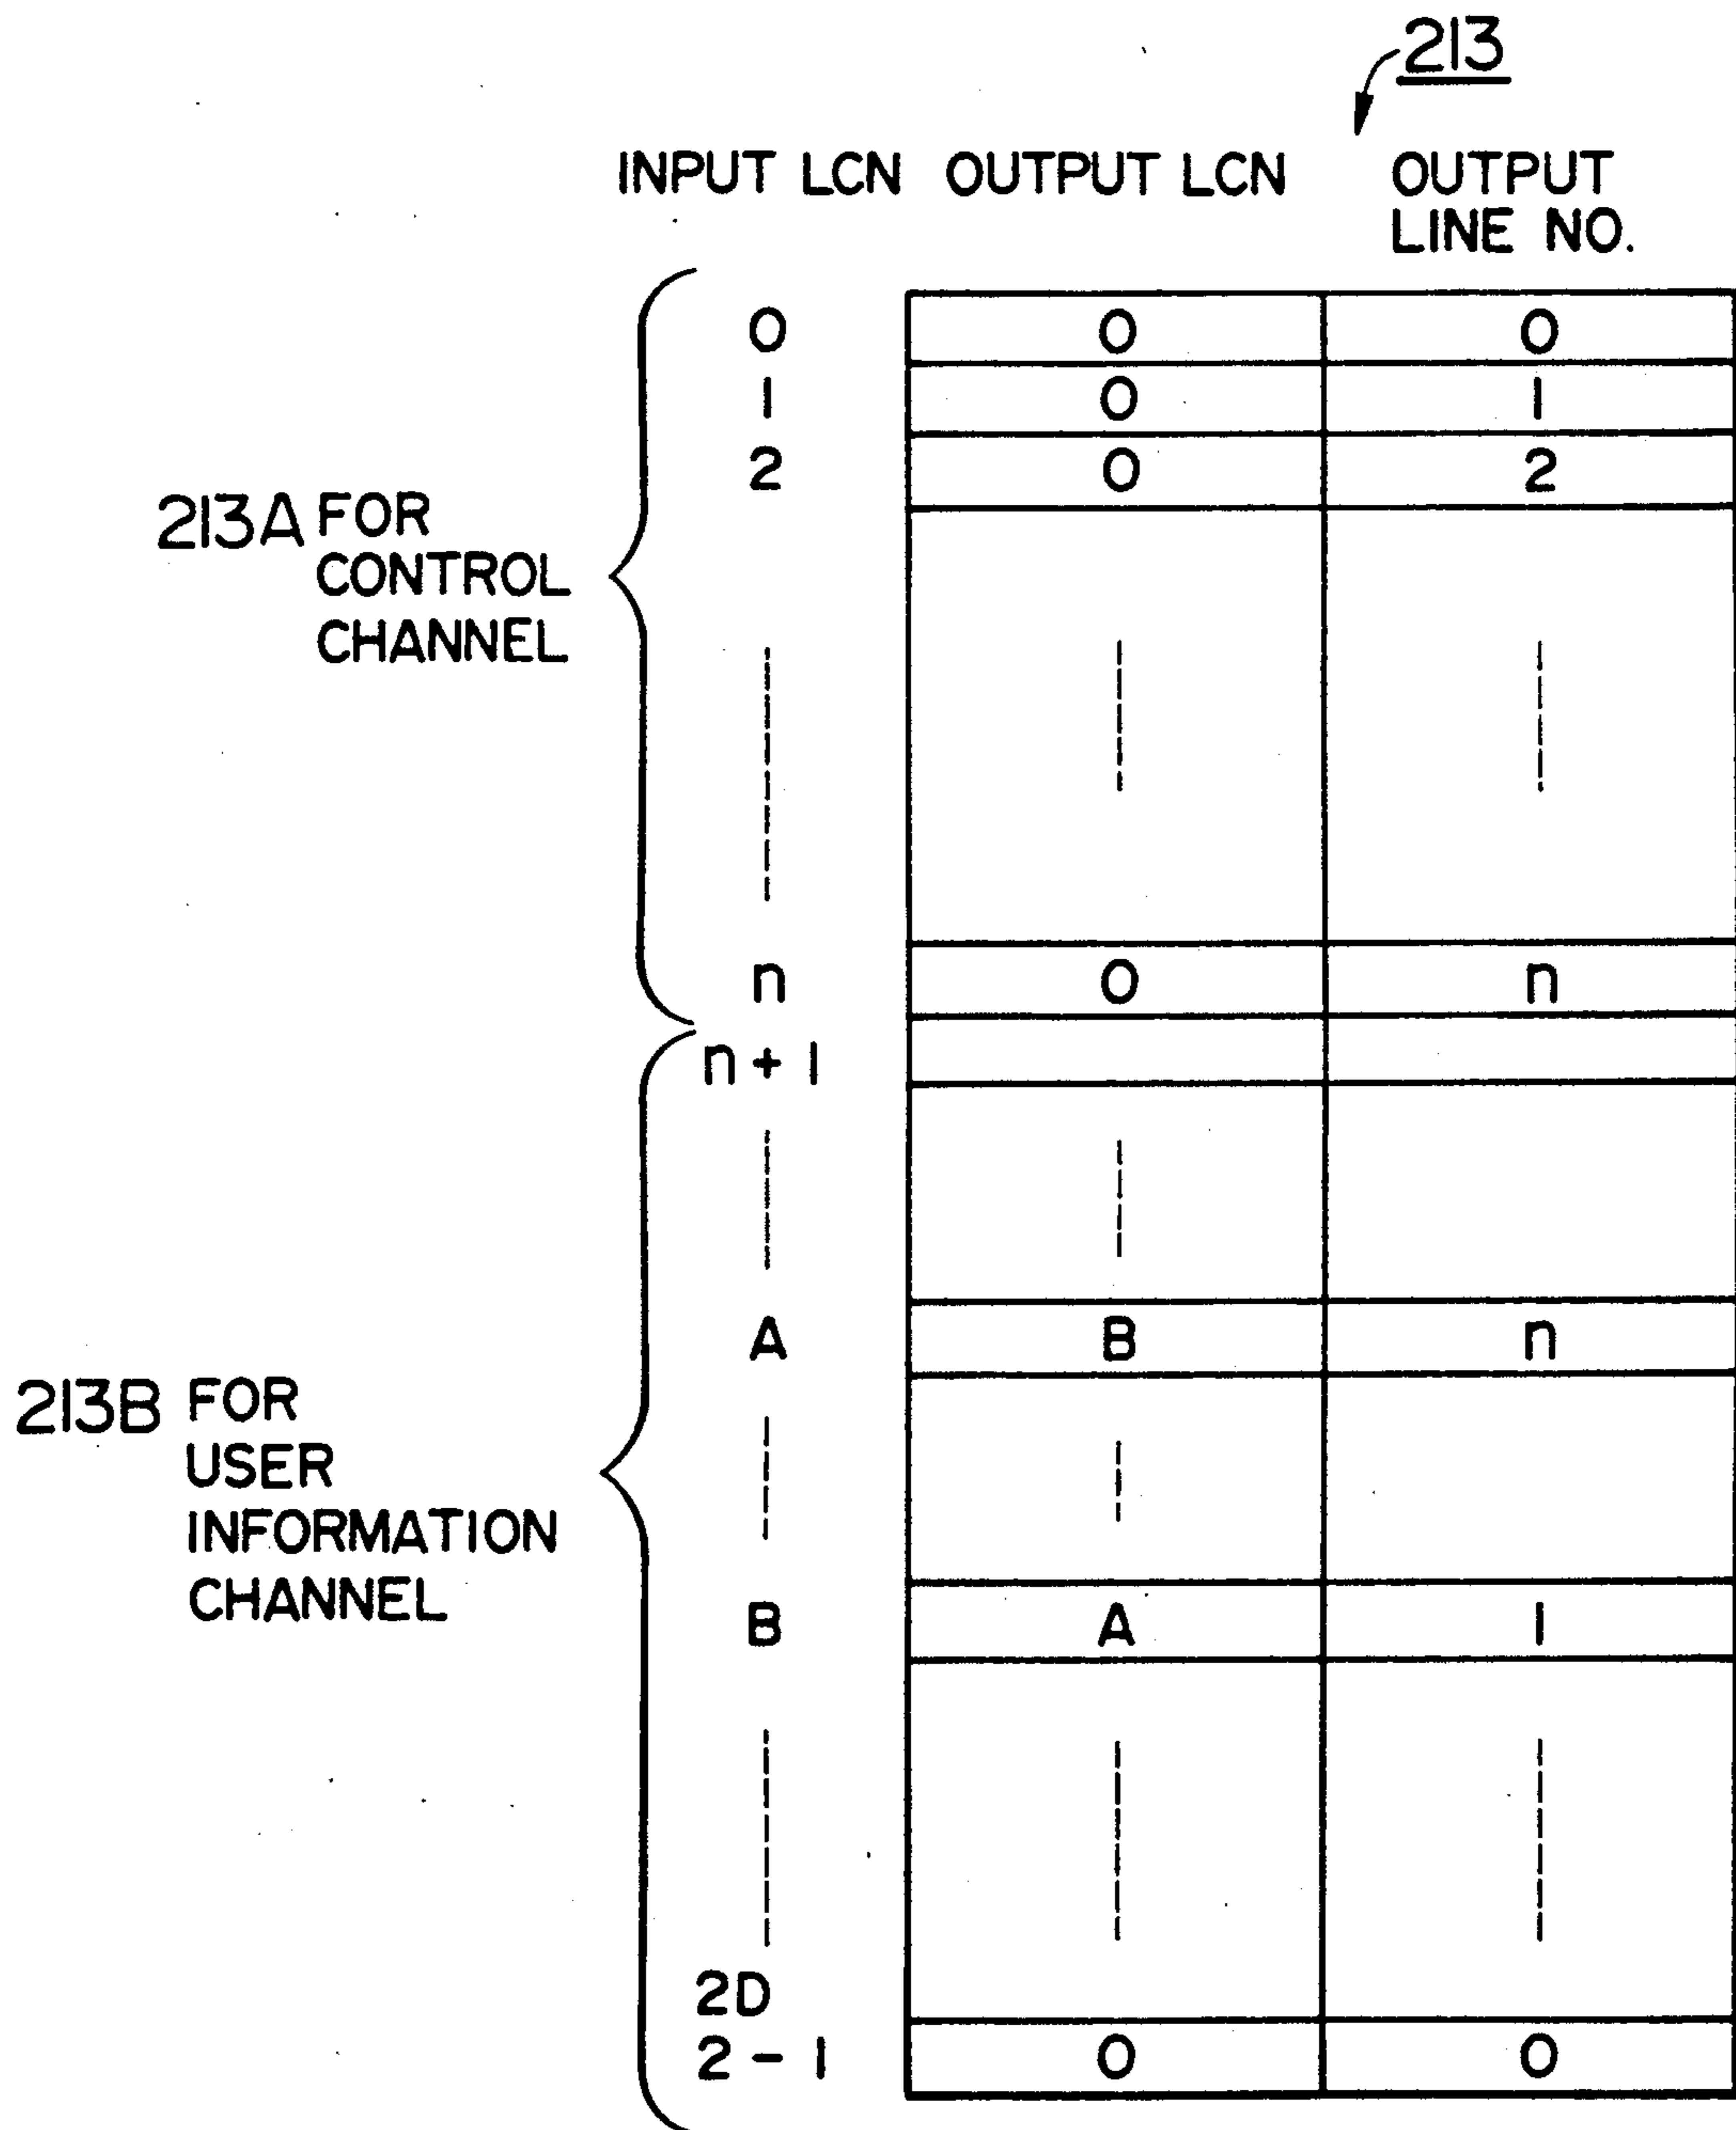 213
INPUT LCN OUTPUT LCN OUTPUT
LINE NO.
0 0 0
1 0 1
2 0 2
213A FOR
CONTROL
CHANNEL
n 0 n
n+1
A B n
213B FOR
USER
INFORMATION
CHANNEL
B A 1
2D
2-1 0 0